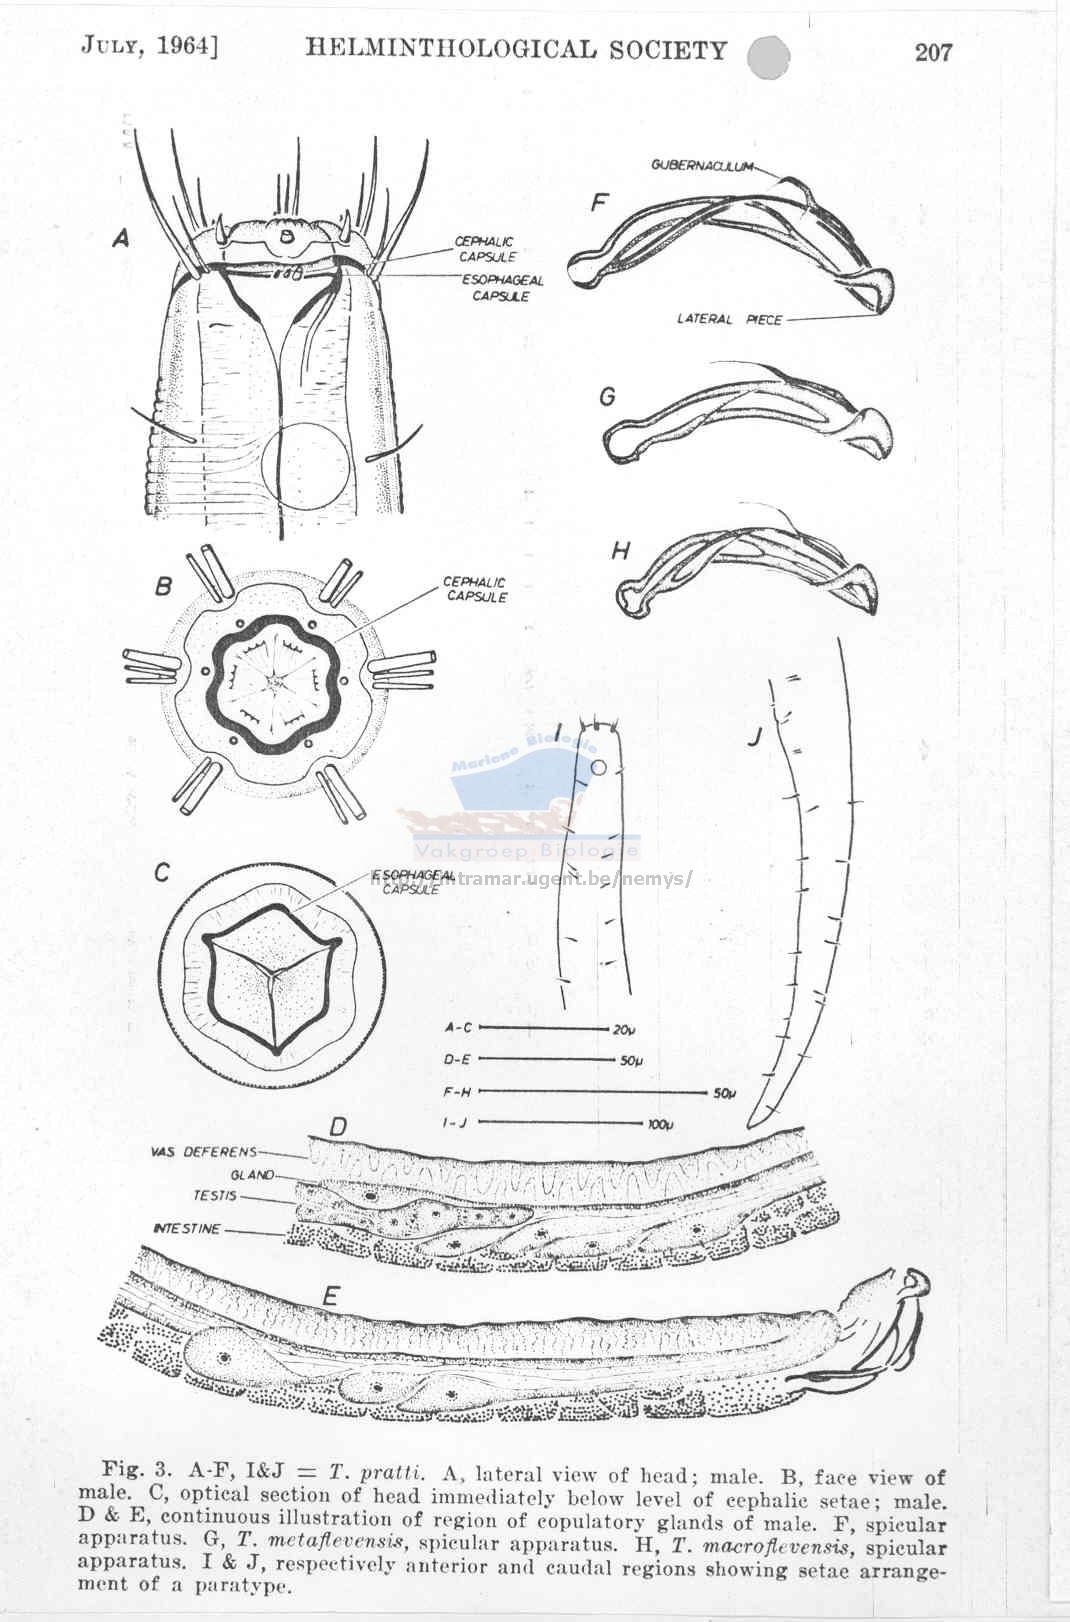 JULY, 1964] HELMINTHOLOGICAL SOCIETY 207
A
CEPHALIC
CAPSULE
ESOPHAGEAL
CAPSULE
GUBERNACULUM
F
LATERAL PIECE
G
H
B
CEPHALIC
CAPSULE
I
J
Mariene Biologie
Vakgroep Biologie
intramar.ugent.be/nemys/
C
ESOPHAGEAL
CAPSULE
A-C 20µ
D-E 50µ
F-H 50µ
I-J 100µ
D
VAS DEFERENS
GLAND
TESTIS
INTESTINE
E
Fig. 3. A-F, I&J = T. pratti. A, lateral view of head; male. B, face view of
male. C, optical section of head immediately below level of cephalic setae; male.
D & E, continuous illustration of region of copulatory glands of male. F, spicular
apparatus. G, T. metaflevensis, spicular apparatus. H, T. macroflevensis, spicular
apparatus. I & J, respectively anterior and caudal regions showing setae arrange-
ment of a paratype.